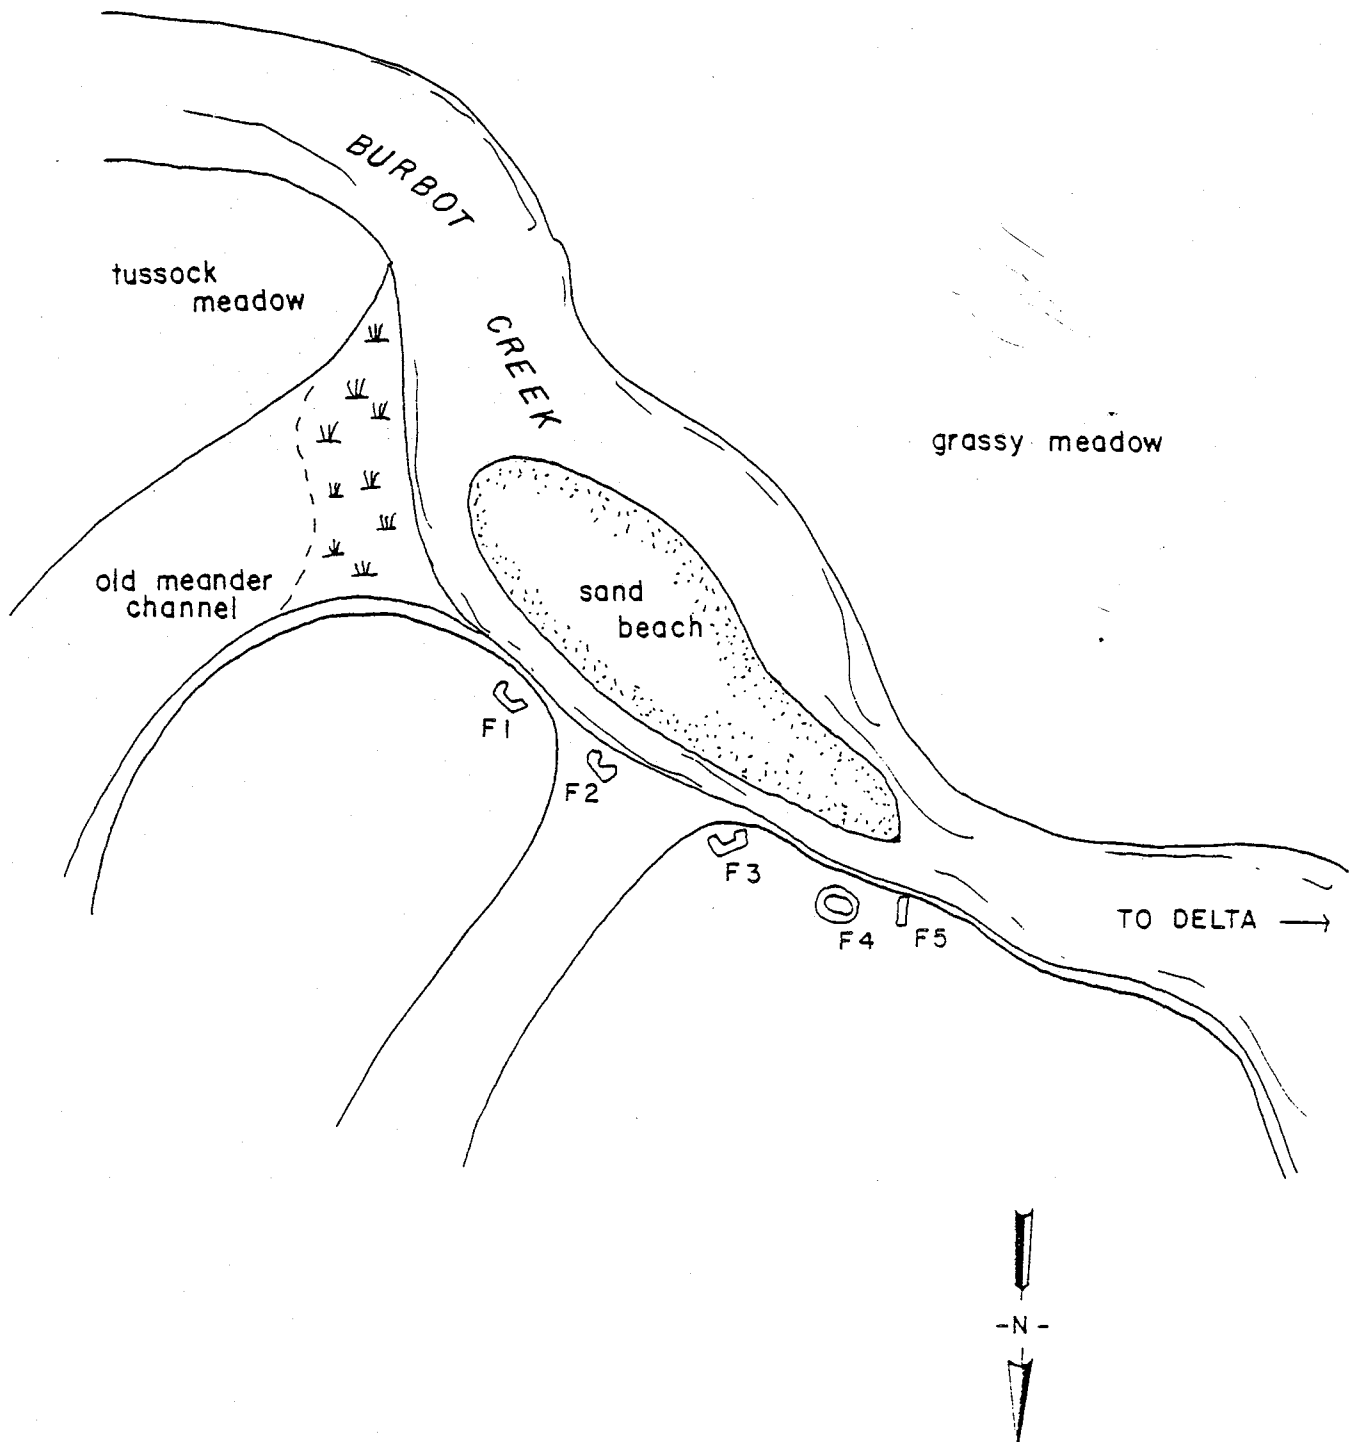 BURBOT
CREEK
tussock
meadow
grassy meadow
old meander
channel
sand
beach
F1
F2
F3
F4
F5
TO DELTA →
-N-